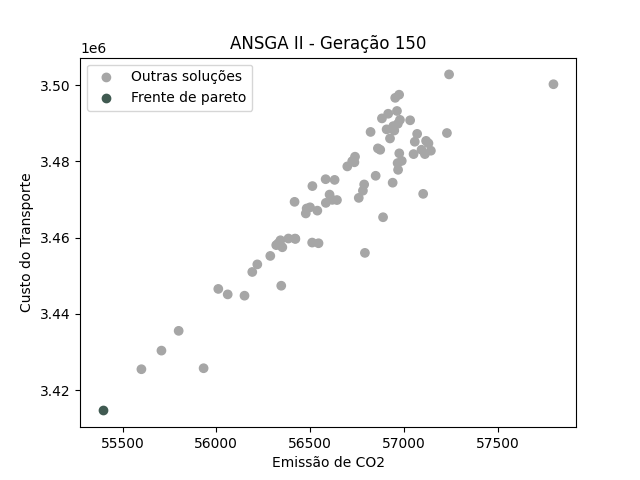 ANSGA II - Geração 150
1e6
Outras soluções
Frente de pareto
3.50
3.48
3.46
3.44
3.42
Custo do Transporte
55500 56000 56500 57000 57500
Emissão de CO2